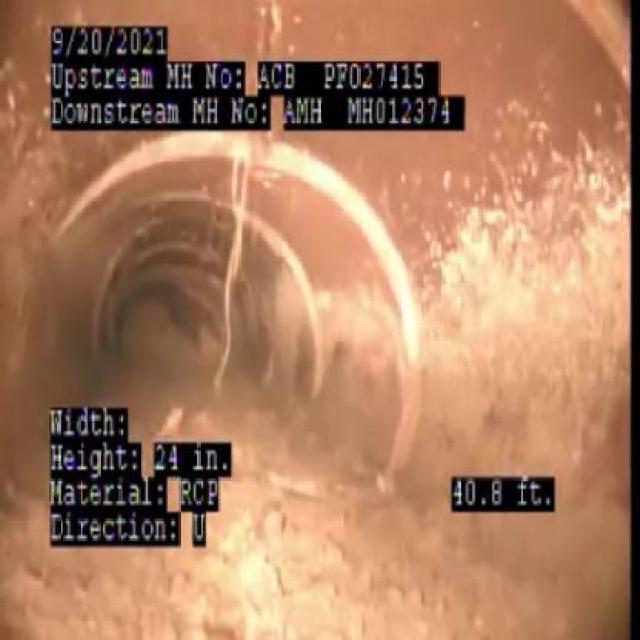 9/20/2021
Upstream MH No: ACB PF027415
Downstream MH No: AMH MH012374
Width:
Height: 24 in.
Material: RCP
40.8 ft.
Direction: U